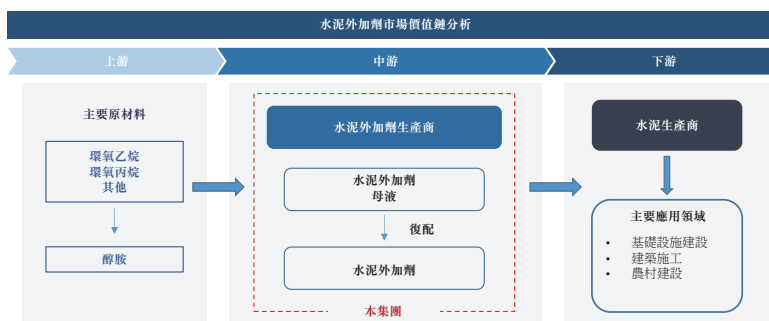 水泥外加劑市場價值鏈分析
上游
中游
下游
主要原材料
環氧乙烷
環氧丙烷
其他
醇胺
水泥外加劑生產商
水泥外加劑
母液
復配
水泥外加劑
本集團
水泥生產商
主要應用領域
• 基礎設施建設
• 建築施工
• 農村建設